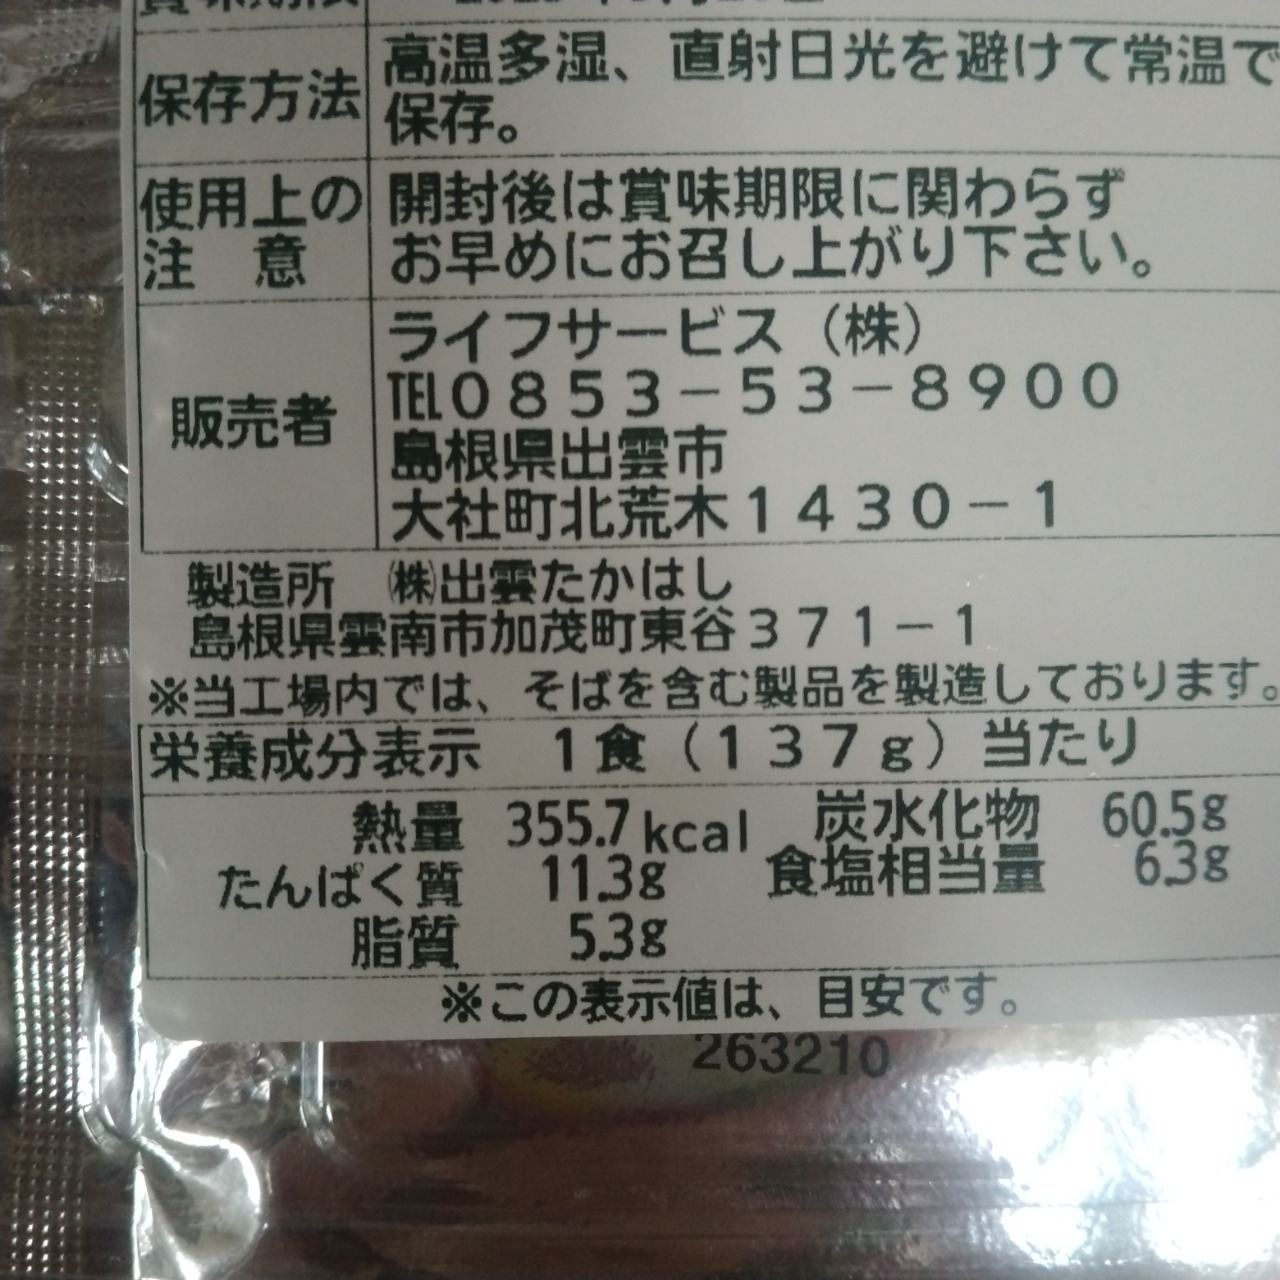 賞味期限
保存方法 高温多湿、直射日光を避けて常温で
保存。
使用上の 開封後は賞味期限に関わらず
注 意 お早めにお召し上がり下さい。
販売者 ライフサービス（株）
TEL０８５３－５３－８９００
島根県出雲市
大社町北荒木１４３０－１
製造所 ㈱出雲たかはし
島根県雲南市加茂町東谷３７１－１
※当工場内では、そばを含む製品を製造しております。
栄養成分表示 １食（１３７ｇ）当たり
熱量 355.7kcal 炭水化物 60.5g
たんぱく質 11.3g 食塩相当量 6.3g
脂質 5.3g
※この表示値は、目安です。
263210